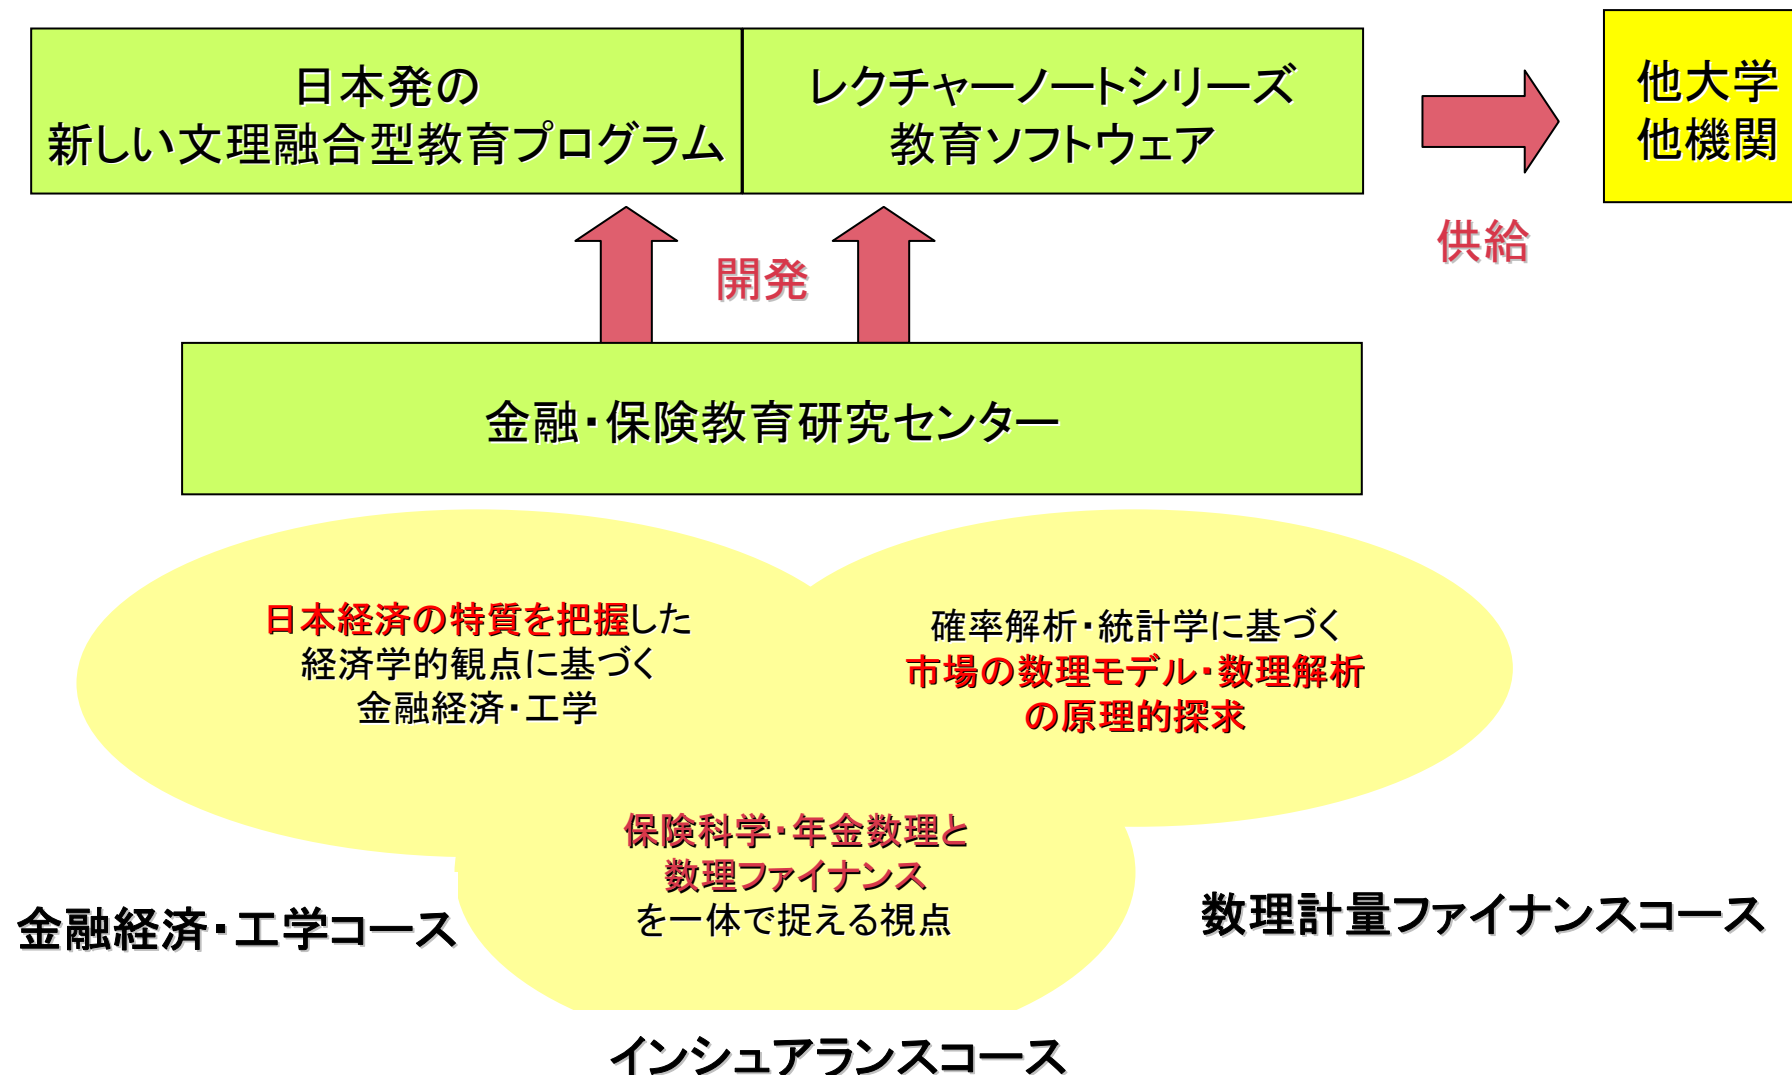 日本発の
新しい文理融合型教育プログラム
レクチャーノートシリーズ
教育ソフトウェア
他大学
他機関
供給
開発
金融・保険教育研究センター
日本経済の特質を把握した
経済学的観点に基づく
金融経済・工学
確率解析・統計学に基づく
市場の数理モデル・数理解析
の原理的探求
保険科学・年金数理と
数理ファイナンス
を一体で捉える視点
金融経済・工学コース
数理計量ファイナンスコース
インシュアランスコース